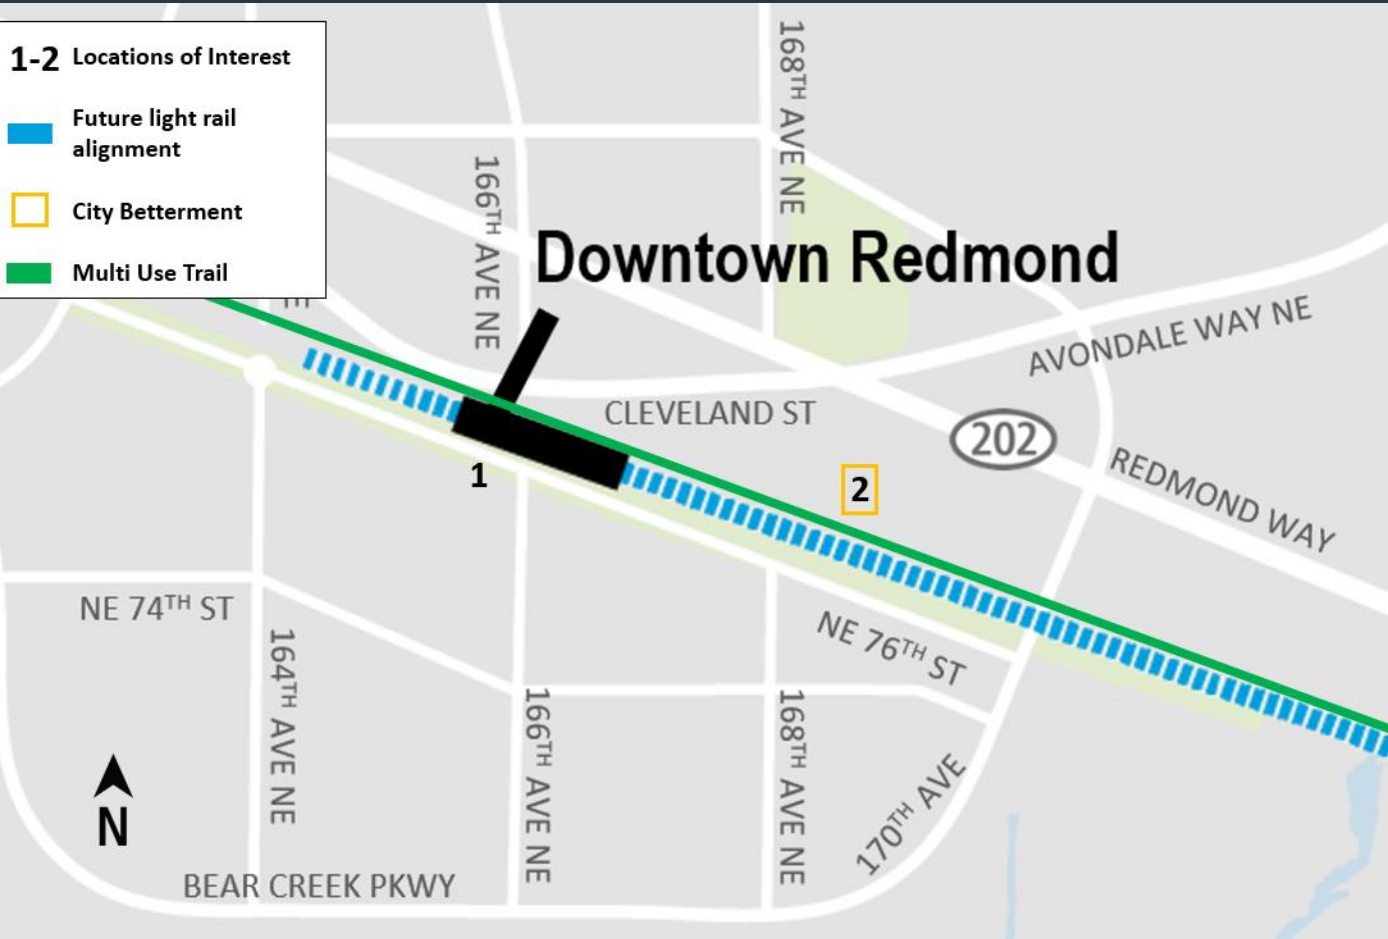 1-2 Locations of Interest
Future light rail
alignment
City Betterment
Multi Use Trail
E
166TH AVE NE
168TH AVE NE
Downtown Redmond
AVONDALE WAY NE
CLEVELAND ST
202
REDMOND WAY
1
2
NE 74TH ST
NE 76TH ST
164TH AVE NE
166TH AVE NE
168TH AVE NE
170TH AVE
N
BEAR CREEK PKWY